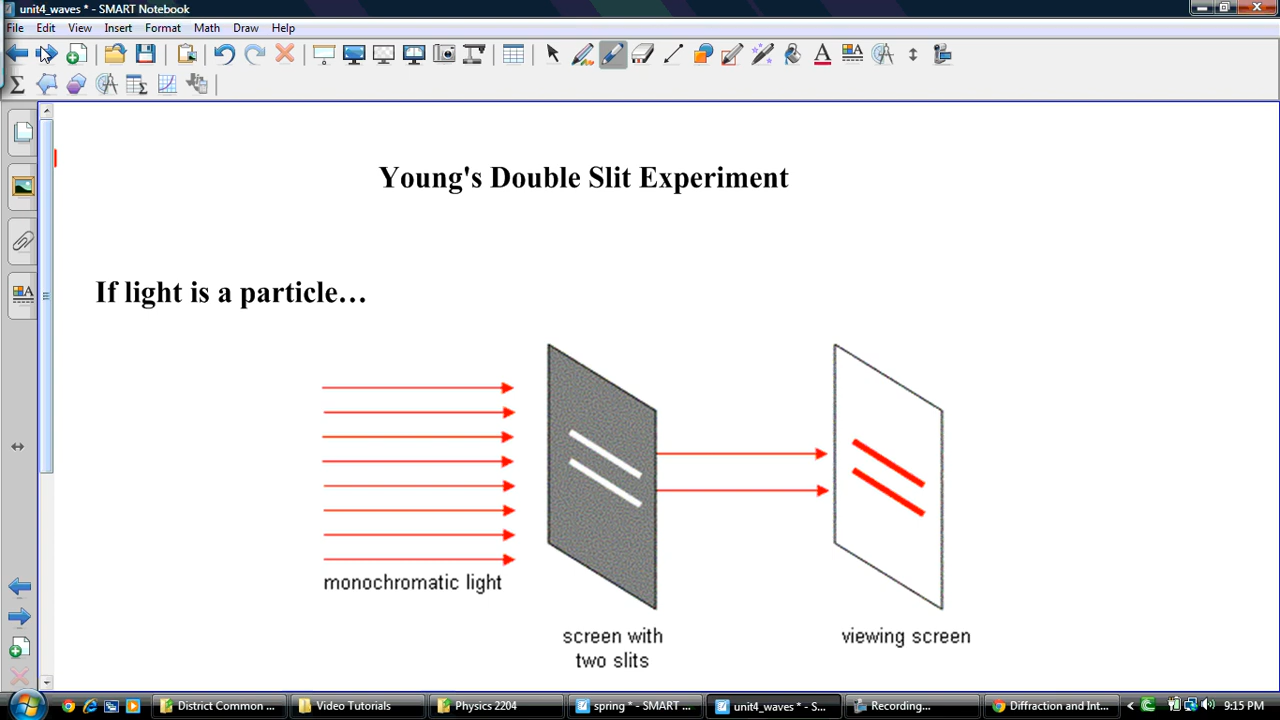 unit4_waves * - SMART Notebook
File Edit View Insert Format Math Draw Help
Young's Double Slit Experiment
If light is a particle…
monochromatic light
screen with
two slits
viewing screen
District Common ... Video Tutorials Physics 2204 spring * - SMART ... unit4_waves * - S... Recording... Diffraction and Int... 9:15 PM